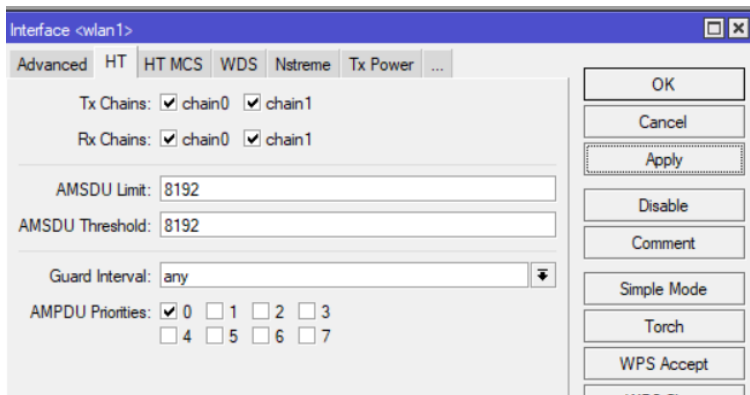 Interface <wlan1>
Advanced HT HT MCS WDS Nstreme Tx Power ...
Tx Chains: chain0 chain1
Rx Chains: chain0 chain1
AMSDU Limit: 8192
AMSDU Threshold: 8192
Guard Interval: any
AMPDU Priorities: 0 1 2 3
4 5 6 7
OK
Cancel
Apply
Disable
Comment
Simple Mode
Torch
WPS Accept